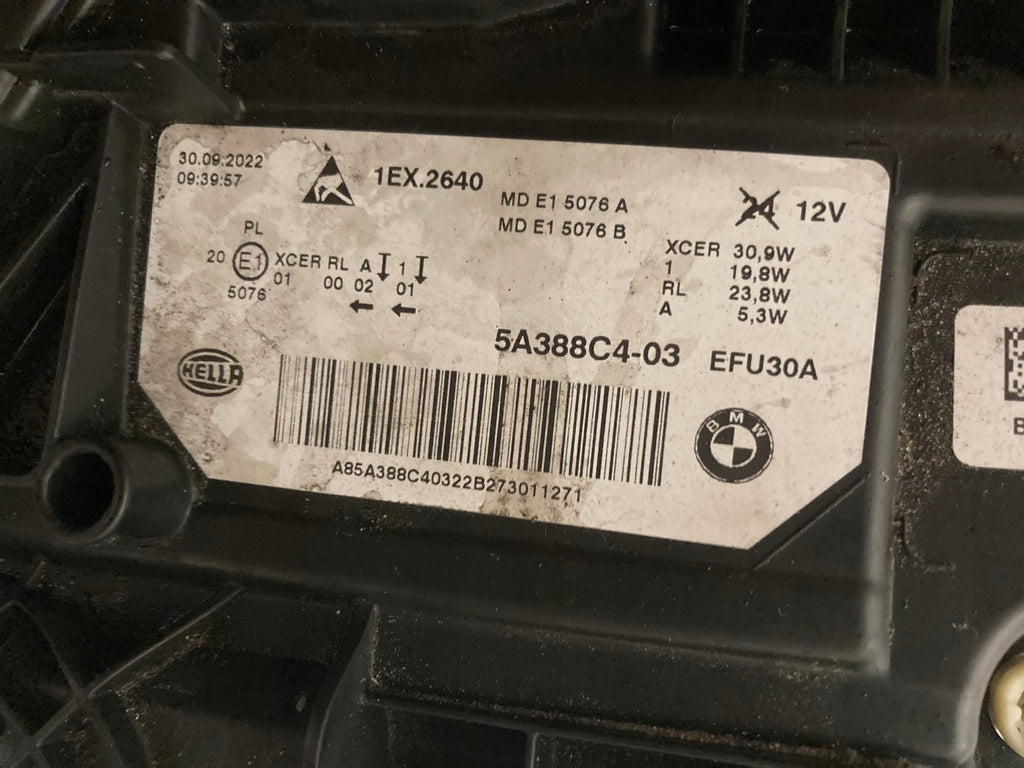 30.09.2022
09:39:57
1EX.2640
MD E1 5076 A
MD E1 5076 B
24 12V
PL
20 E1 XCER RL A 1
01 00 02 01
5076
XCER 30,9W
1 19,8W
RL 23,8W
A 5,3W
5A388C4-03 EFU30A
HELLA
BMW
A85A388C40322B273011271
B